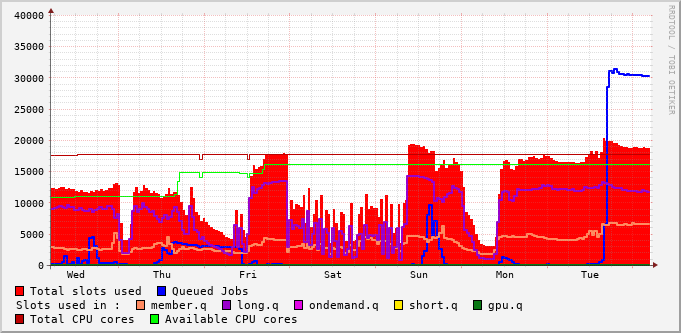 40000
35000
30000
25000
20000
15000
10000
5000
0
Wed Thu Fri Sat Sun Mon Tue
RRDTOOL / TOBI OETIKER
Total slots used Queued Jobs
Slots used in : member.q long.q ondemand.q short.q gpu.q
Total CPU cores Available CPU cores